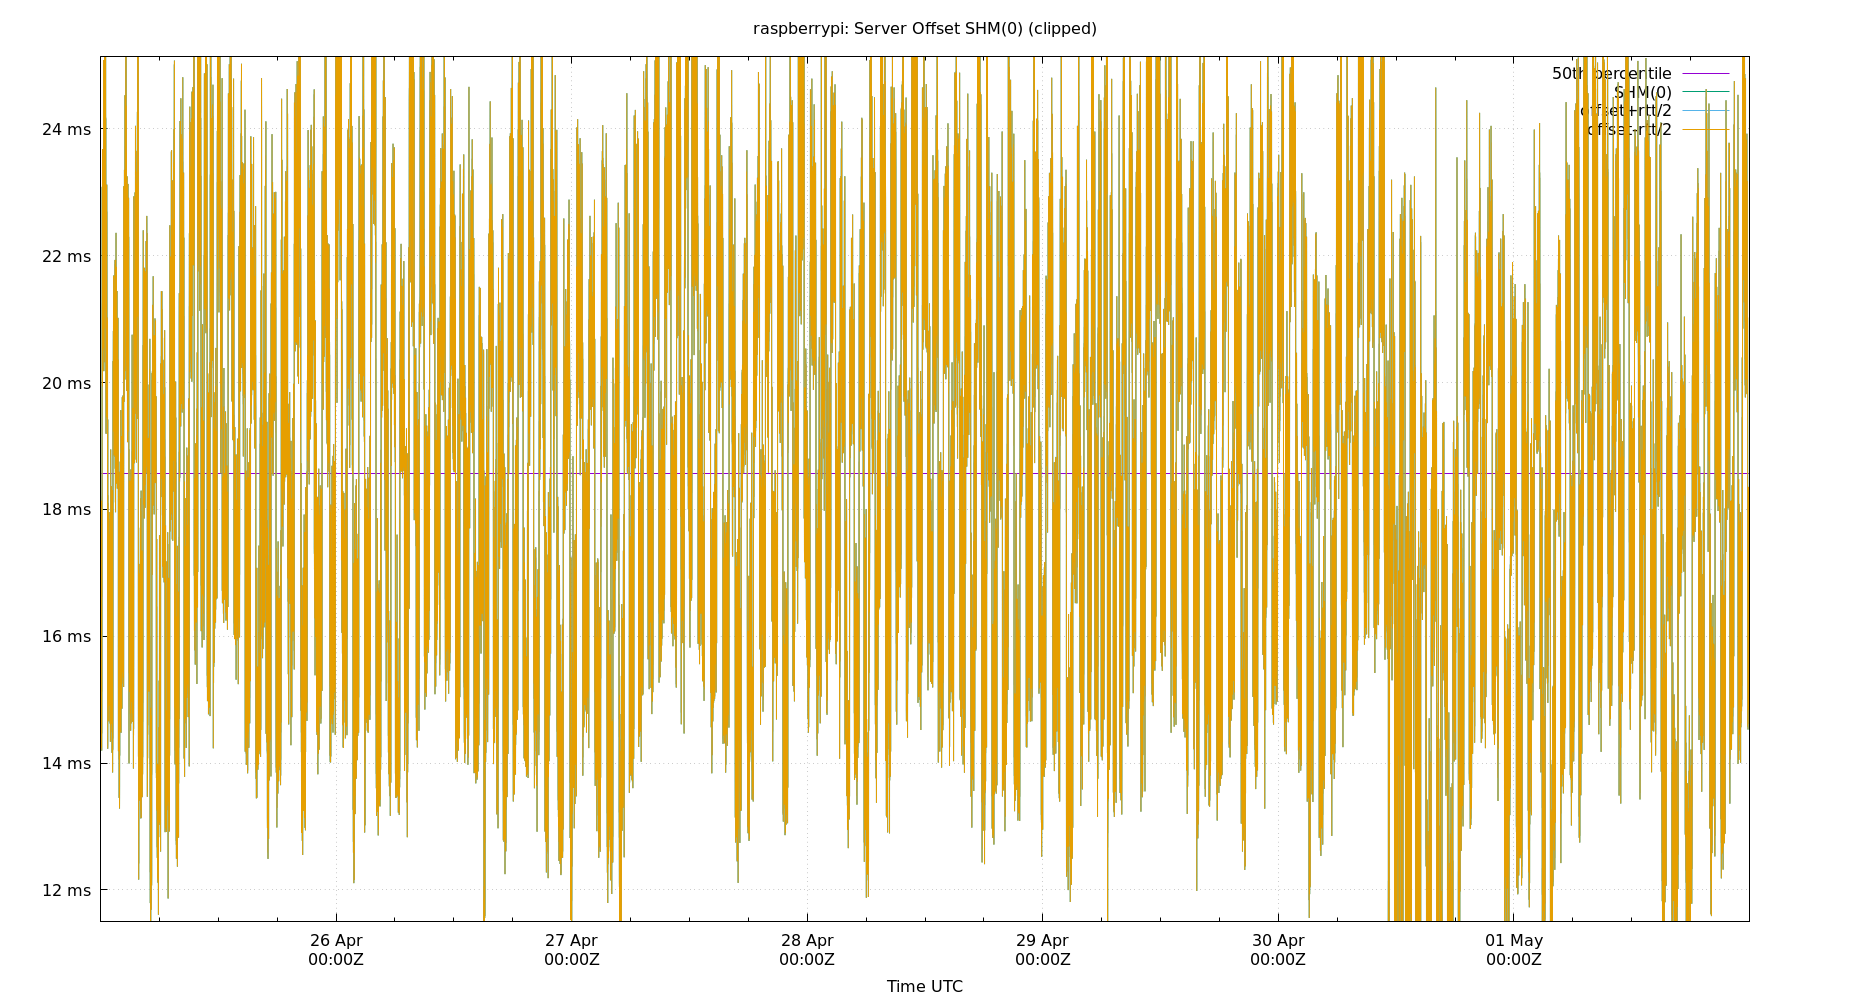 raspberrypi: Server Offset SHM(0) (clipped)
50th percentile
SHM(0)
offset+rtt/2
offset-rtt/2
24 ms
22 ms
20 ms
18 ms
16 ms
14 ms
12 ms
26 Apr
00:00Z
27 Apr
00:00Z
28 Apr
00:00Z
29 Apr
00:00Z
30 Apr
00:00Z
01 May
00:00Z
Time UTC